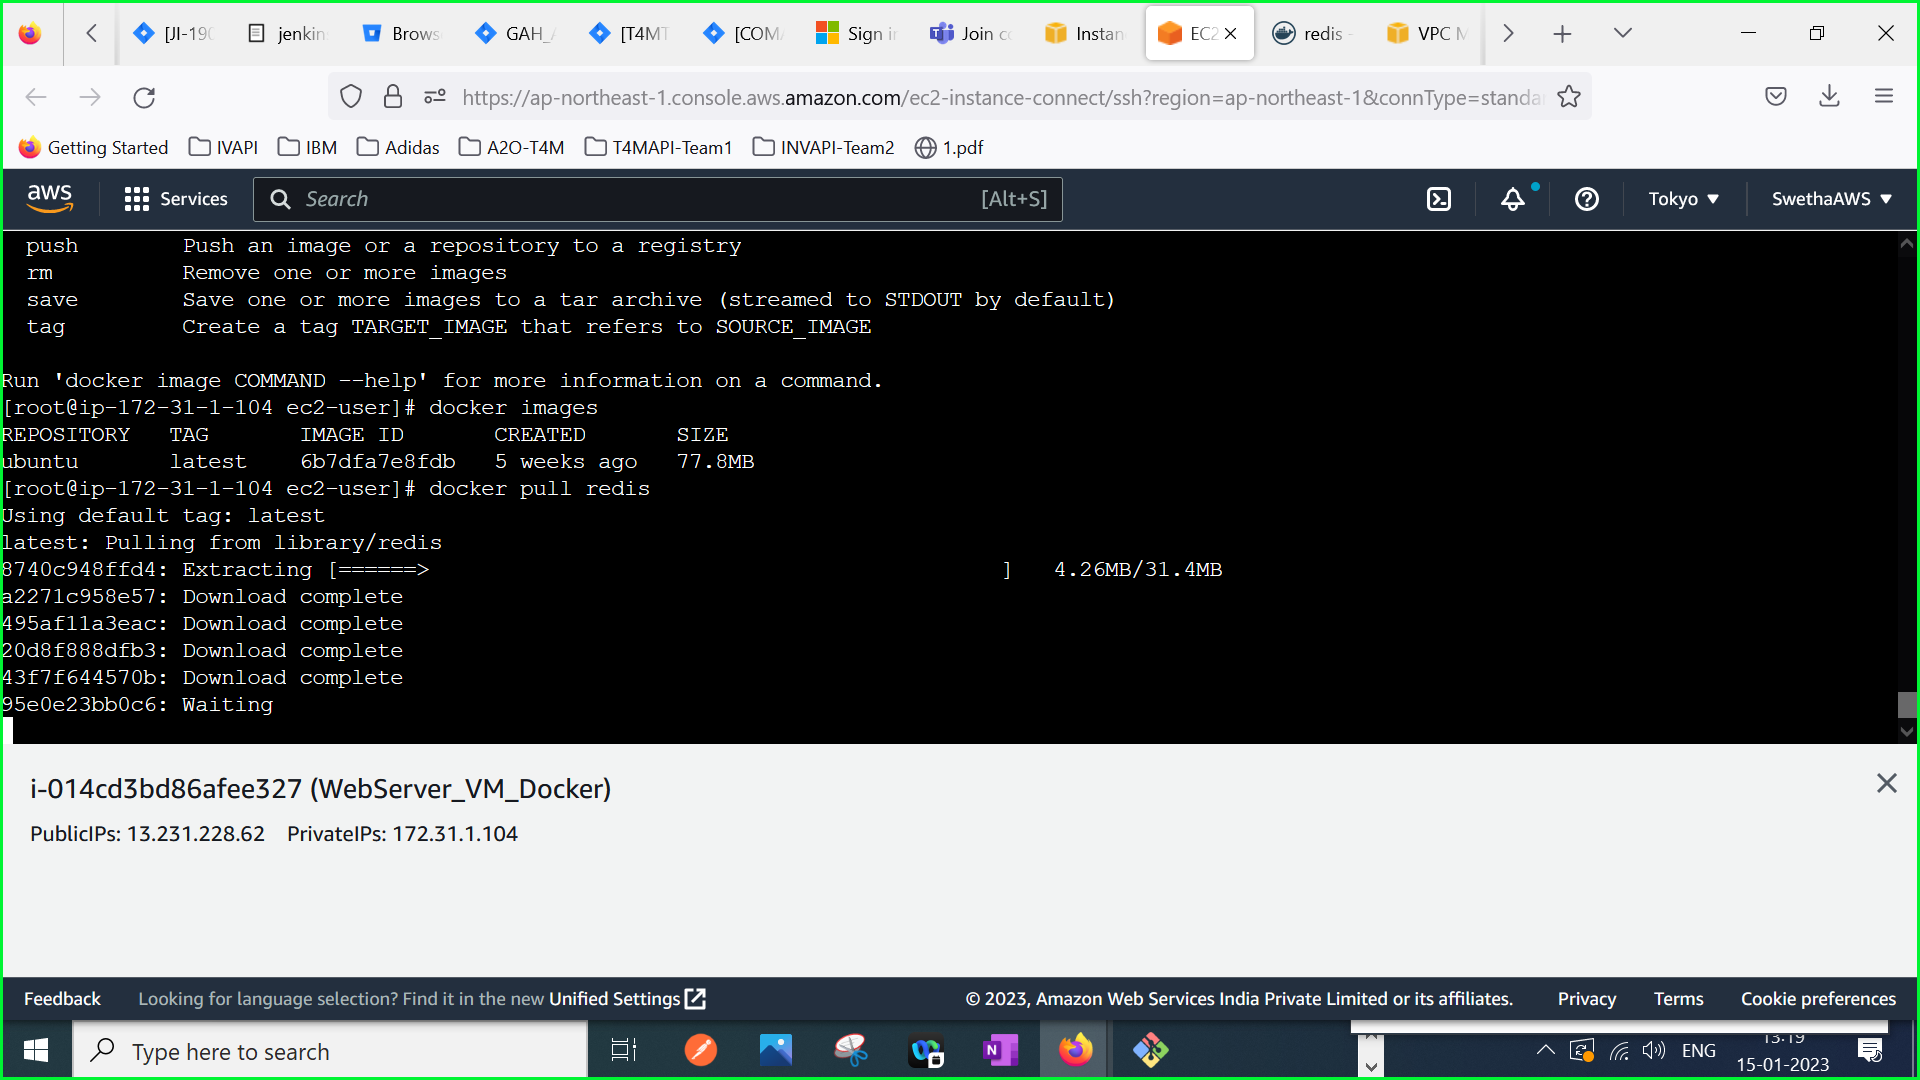 [JI-190
jenkin
Brows
GAH_
[T4MT
[COMA
Sign in
Join co
Instan
EC2
redis -
VPC M
https://ap-northeast-1.console.aws.amazon.com/ec2-instance-connect/ssh?region=ap-northeast-1&connType=standa
Getting Started IVAPI IBM Adidas A2O-T4M T4MAPI-Team1 INVAPI-Team2 1.pdf
aws Services Search [Alt+S] Tokyo SwethaAWS
push Push an image or a repository to a registry
rm Remove one or more images
save Save one or more images to a tar archive (streamed to STDOUT by default)
tag Create a tag TARGET_IMAGE that refers to SOURCE_IMAGE
Run 'docker image COMMAND --help' for more information on a command.
[root@ip-172-31-1-104 ec2-user]# docker images
REPOSITORY TAG IMAGE ID CREATED SIZE
ubuntu latest 6b7dfa7e8fdb 5 weeks ago 77.8MB
[root@ip-172-31-1-104 ec2-user]# docker pull redis
Using default tag: latest
latest: Pulling from library/redis
8740c948ffd4: Extracting [======> ] 4.26MB/31.4MB
a2271c958e57: Download complete
495af11a3eac: Download complete
20d8f888dfb3: Download complete
43f7f644570b: Download complete
95e0e23bb0c6: Waiting
i-014cd3bd86afee327 (WebServer_VM_Docker)
PublicIPs: 13.231.228.62 PrivateIPs: 172.31.1.104
Feedback Looking for language selection? Find it in the new Unified Settings © 2023, Amazon Web Services India Private Limited or its affiliates. Privacy Terms Cookie preferences
Type here to search
ENG
13:19
15-01-2023